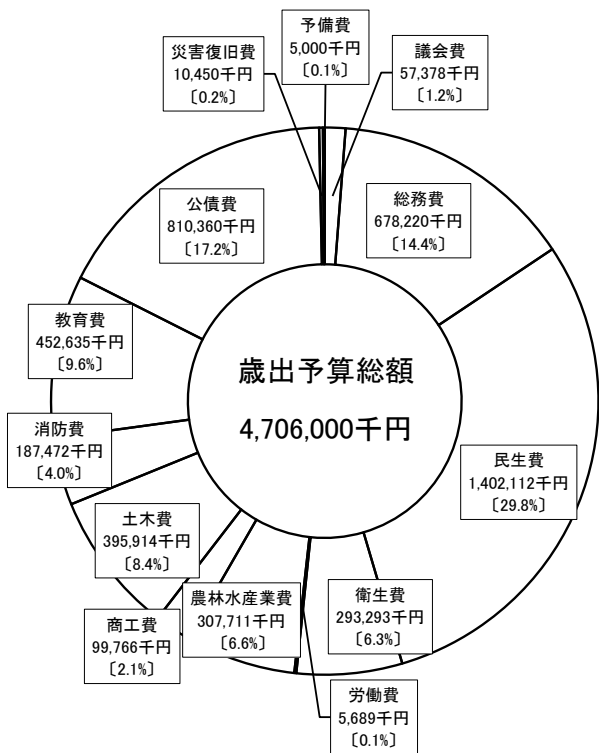 予備費
5,000千円
〔0.1%〕
災害復旧費
10,450千円
〔0.2%〕
議会費
57,378千円
〔1.2%〕
公債費
810,360千円
〔17.2%〕
総務費
678,220千円
〔14.4%〕
教育費
452,635千円
〔9.6%〕
歳出予算総額
4,706,000千円
消防費
187,472千円
〔4.0%〕
民生費
1,402,112千円
〔29.8%〕
土木費
395,914千円
〔8.4%〕
農林水産業費
307,711千円
〔6.6%〕
衛生費
293,293千円
〔6.3%〕
商工費
99,766千円
〔2.1%〕
労働費
5,689千円
〔0.1%〕